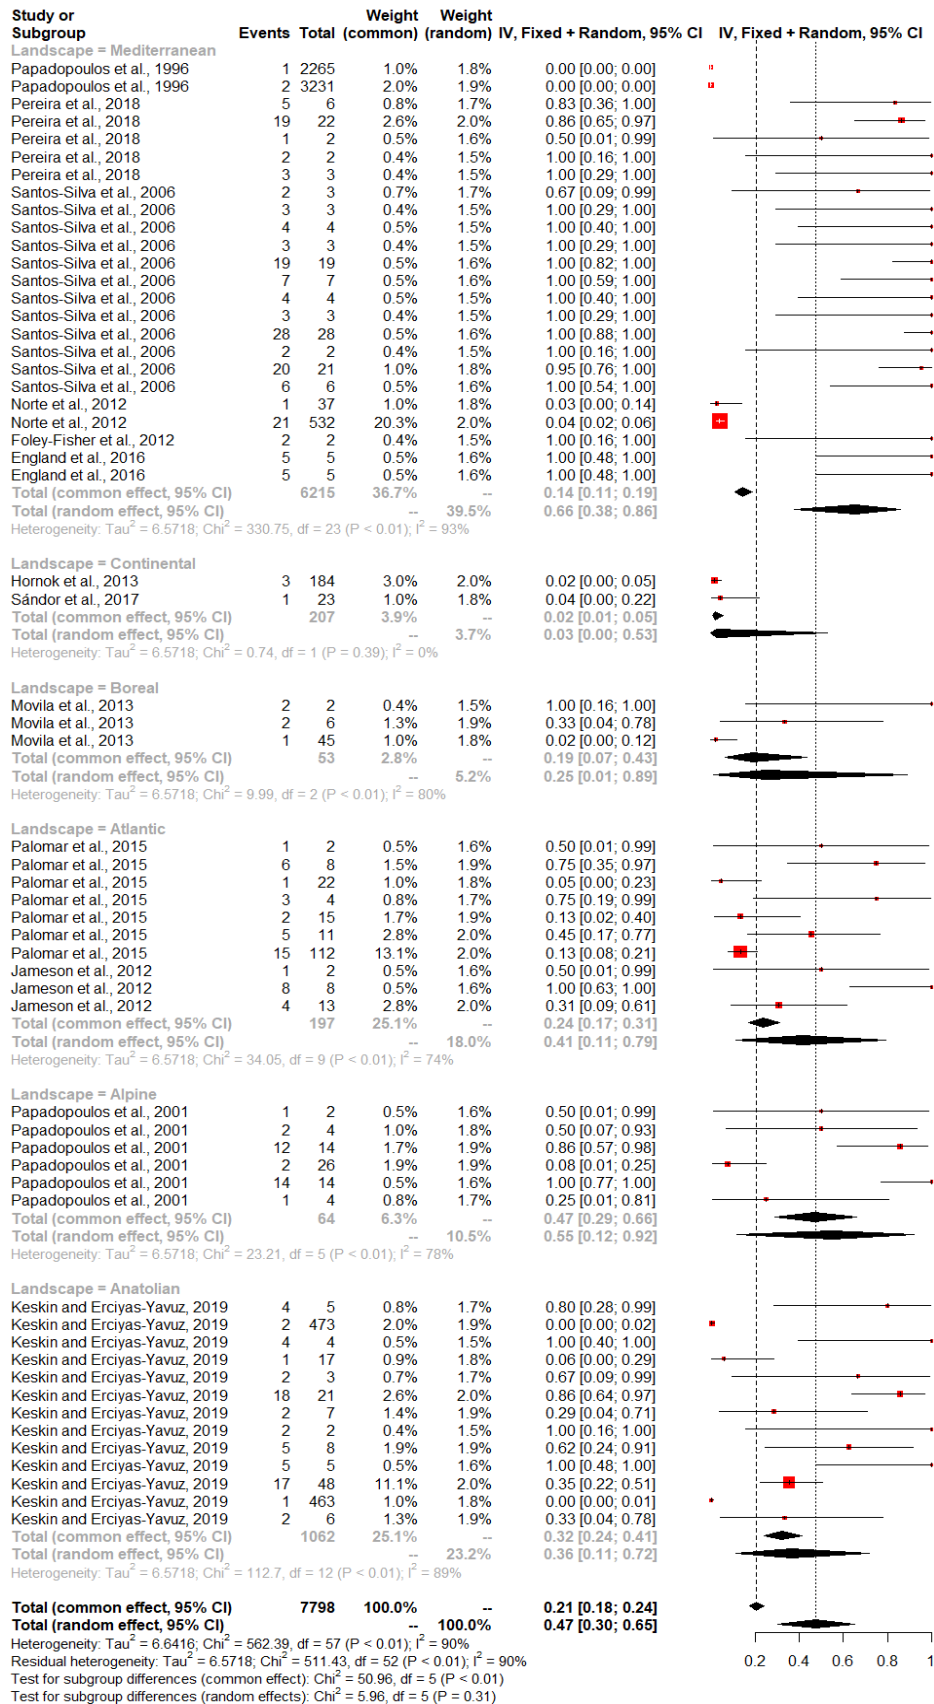 Study or Weight Weight
Subgroup Events Total (common) (random) IV, Fixed + Random, 95% CI IV, Fixed + Random, 95% CI
Landscape = Mediterranean
Papadopoulos et al., 1996 1 2265 1.0% 1.8% 0.00 [0.00; 0.00]
Papadopoulos et al., 1996 2 3231 2.0% 1.9% 0.00 [0.00; 0.00]
Pereira et al., 2018 5 6 0.8% 1.7% 0.83 [0.36; 1.00]
Pereira et al., 2018 19 22 2.6% 2.0% 0.86 [0.65; 0.97]
Pereira et al., 2018 1 2 0.5% 1.6% 0.50 [0.01; 0.99]
Pereira et al., 2018 2 2 0.4% 1.5% 1.00 [0.16; 1.00]
Pereira et al., 2018 3 3 0.4% 1.5% 1.00 [0.29; 1.00]
Santos-Silva et al., 2006 2 3 0.7% 1.7% 0.67 [0.09; 0.99]
Santos-Silva et al., 2006 3 3 0.4% 1.5% 1.00 [0.29; 1.00]
Santos-Silva et al., 2006 4 4 0.5% 1.5% 1.00 [0.40; 1.00]
Santos-Silva et al., 2006 3 3 0.4% 1.5% 1.00 [0.29; 1.00]
Santos-Silva et al., 2006 19 19 0.5% 1.6% 1.00 [0.82; 1.00]
Santos-Silva et al., 2006 7 7 0.5% 1.6% 1.00 [0.59; 1.00]
Santos-Silva et al., 2006 4 4 0.5% 1.5% 1.00 [0.40; 1.00]
Santos-Silva et al., 2006 3 3 0.4% 1.5% 1.00 [0.29; 1.00]
Santos-Silva et al., 2006 28 28 0.5% 1.6% 1.00 [0.88; 1.00]
Santos-Silva et al., 2006 2 2 0.4% 1.5% 1.00 [0.16; 1.00]
Santos-Silva et al., 2006 20 21 1.0% 1.8% 0.95 [0.76; 1.00]
Santos-Silva et al., 2006 6 6 0.5% 1.6% 1.00 [0.54; 1.00]
Norte et al., 2012 1 37 1.0% 1.8% 0.03 [0.00; 0.14]
Norte et al., 2012 21 532 20.3% 2.0% 0.04 [0.02; 0.06]
Foley-Fisher et al., 2012 2 2 0.4% 1.5% 1.00 [0.16; 1.00]
England et al., 2016 5 5 0.5% 1.6% 1.00 [0.48; 1.00]
England et al., 2016 5 5 0.5% 1.6% 1.00 [0.48; 1.00]
Total (common effect, 95% CI) 6215 36.7% -- 0.14 [0.11; 0.19]
Total (random effect, 95% CI) -- 39.5% 0.66 [0.38; 0.86]
Heterogeneity: Tau² = 6.5718; Chi² = 330.75, df = 23 (P < 0.01); I² = 93%
Landscape = Continental
Hornok et al., 2013 3 184 3.0% 2.0% 0.02 [0.00; 0.05]
Sándor et al., 2017 1 23 1.0% 1.8% 0.04 [0.00; 0.22]
Total (common effect, 95% CI) 207 3.9% -- 0.02 [0.01; 0.05]
Total (random effect, 95% CI) -- 3.7% 0.03 [0.00; 0.53]
Heterogeneity: Tau² = 6.5718; Chi² = 0.74, df = 1 (P = 0.39); I² = 0%
Landscape = Boreal
Movila et al., 2013 2 2 0.4% 1.5% 1.00 [0.16; 1.00]
Movila et al., 2013 2 6 1.3% 1.9% 0.33 [0.04; 0.78]
Movila et al., 2013 1 45 1.0% 1.8% 0.02 [0.00; 0.12]
Total (common effect, 95% CI) 53 2.8% -- 0.19 [0.07; 0.43]
Total (random effect, 95% CI) -- 5.2% 0.25 [0.01; 0.89]
Heterogeneity: Tau² = 6.5718; Chi² = 9.99, df = 2 (P < 0.01); I² = 80%
Landscape = Atlantic
Palomar et al., 2015 1 2 0.5% 1.6% 0.50 [0.01; 0.99]
Palomar et al., 2015 6 8 1.5% 1.9% 0.75 [0.35; 0.97]
Palomar et al., 2015 1 22 1.0% 1.8% 0.05 [0.00; 0.23]
Palomar et al., 2015 3 4 0.8% 1.7% 0.75 [0.19; 0.99]
Palomar et al., 2015 2 15 1.7% 1.9% 0.13 [0.02; 0.40]
Palomar et al., 2015 5 11 2.8% 2.0% 0.45 [0.17; 0.77]
Palomar et al., 2015 15 112 13.1% 2.0% 0.13 [0.08; 0.21]
Jameson et al., 2012 1 2 0.5% 1.6% 0.50 [0.01; 0.99]
Jameson et al., 2012 8 8 0.5% 1.6% 1.00 [0.63; 1.00]
Jameson et al., 2012 4 13 2.8% 2.0% 0.31 [0.09; 0.61]
Total (common effect, 95% CI) 197 25.1% -- 0.24 [0.17; 0.31]
Total (random effect, 95% CI) -- 18.0% 0.41 [0.11; 0.79]
Heterogeneity: Tau² = 6.5718; Chi² = 34.05, df = 9 (P < 0.01); I² = 74%
Landscape = Alpine
Papadopoulos et al., 2001 1 2 0.5% 1.6% 0.50 [0.01; 0.99]
Papadopoulos et al., 2001 2 4 1.0% 1.8% 0.50 [0.07; 0.93]
Papadopoulos et al., 2001 12 14 1.7% 1.9% 0.86 [0.57; 0.98]
Papadopoulos et al., 2001 2 26 1.9% 1.9% 0.08 [0.01; 0.25]
Papadopoulos et al., 2001 14 14 0.5% 1.6% 1.00 [0.77; 1.00]
Papadopoulos et al., 2001 1 4 0.8% 1.7% 0.25 [0.01; 0.81]
Total (common effect, 95% CI) 64 6.3% -- 0.47 [0.29; 0.66]
Total (random effect, 95% CI) -- 10.5% 0.55 [0.12; 0.92]
Heterogeneity: Tau² = 6.5718; Chi² = 23.21, df = 5 (P < 0.01); I² = 78%
Landscape = Anatolian
Keskin and Erciyas-Yavuz, 2019 4 5 0.8% 1.7% 0.80 [0.28; 0.99]
Keskin and Erciyas-Yavuz, 2019 2 473 2.0% 1.9% 0.00 [0.00; 0.02]
Keskin and Erciyas-Yavuz, 2019 4 4 0.5% 1.5% 1.00 [0.40; 1.00]
Keskin and Erciyas-Yavuz, 2019 1 17 0.9% 1.8% 0.06 [0.00; 0.29]
Keskin and Erciyas-Yavuz, 2019 2 3 0.7% 1.7% 0.67 [0.09; 0.99]
Keskin and Erciyas-Yavuz, 2019 18 21 2.6% 2.0% 0.86 [0.64; 0.97]
Keskin and Erciyas-Yavuz, 2019 2 7 1.4% 1.9% 0.29 [0.04; 0.71]
Keskin and Erciyas-Yavuz, 2019 2 2 0.4% 1.5% 1.00 [0.16; 1.00]
Keskin and Erciyas-Yavuz, 2019 5 8 1.9% 1.9% 0.62 [0.24; 0.91]
Keskin and Erciyas-Yavuz, 2019 5 5 0.5% 1.6% 1.00 [0.48; 1.00]
Keskin and Erciyas-Yavuz, 2019 17 48 11.1% 2.0% 0.35 [0.22; 0.51]
Keskin and Erciyas-Yavuz, 2019 1 463 1.0% 1.8% 0.00 [0.00; 0.01]
Keskin and Erciyas-Yavuz, 2019 2 6 1.3% 1.9% 0.33 [0.04; 0.78]
Total (common effect, 95% CI) 1062 25.1% -- 0.32 [0.24; 0.41]
Total (random effect, 95% CI) -- 23.2% 0.36 [0.11; 0.72]
Heterogeneity: Tau² = 6.5718; Chi² = 112.7, df = 12 (P < 0.01); I² = 89%
Total (common effect, 95% CI) 7798 100.0% -- 0.21 [0.18; 0.24]
Total (random effect, 95% CI) -- 100.0% 0.47 [0.30; 0.65]
Heterogeneity: Tau² = 6.6416; Chi² = 562.39, df = 57 (P < 0.01); I² = 90%
Residual heterogeneity: Tau² = 6.5718; Chi² = 511.43, df = 52 (P < 0.01); I² = 90%
0.2 0.4 0.6 0.8 1
Test for subgroup differences (common effect): Chi² = 50.96, df = 5 (P < 0.01)
Test for subgroup differences (random effects): Chi² = 5.96, df = 5 (P = 0.31)